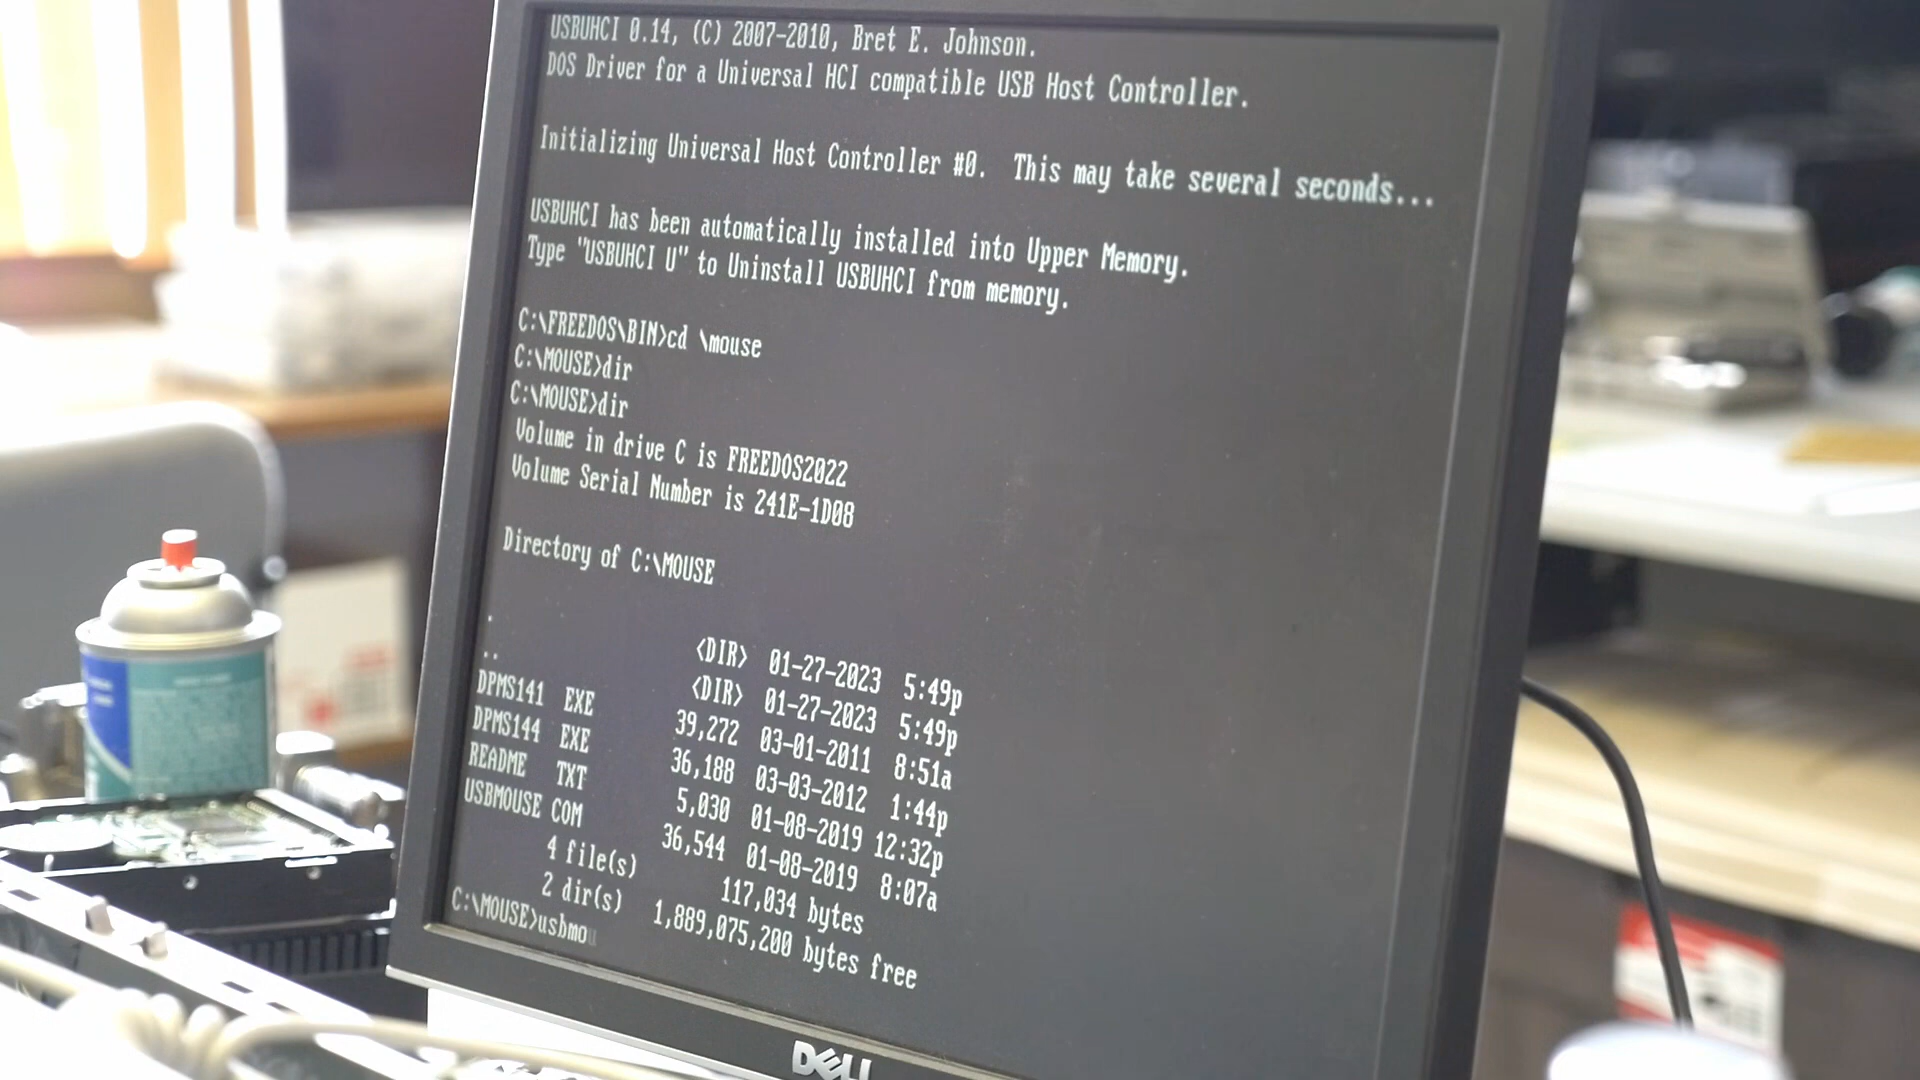 USBUHCI 0.14, (C) 2007-2010, Bret E. Johnson.
DOS Driver for a Universal HCI compatible USB Host Controller.
Initializing Universal Host Controller #0.  This may take several seconds...
USBUHCI has been automatically installed into Upper Memory.
Type "USBUHCI U" to Uninstall USBUHCI from memory.
C:\FREEDOS\BIN>cd \mouse
C:\MOUSE>dir
C:\MOUSE>dir
Volume in drive C is FREEDOS2022
Volume Serial Number is 241E-1D08
Directory of C:\MOUSE
. <DIR> 01-27-2023 5:49p
.. <DIR> 01-27-2023 5:49p
DPMS141 EXE 39,272 03-01-2011 8:51a
DPMS144 EXE 36,188 03-03-2012 1:44p
README TXT 5,030 01-08-2019 12:32p
USBMOUSE COM 36,544 01-08-2019 8:07a
4 file(s) 117,034 bytes
2 dir(s) 1,889,075,200 bytes free
C:\MOUSE>usbmou
DELL